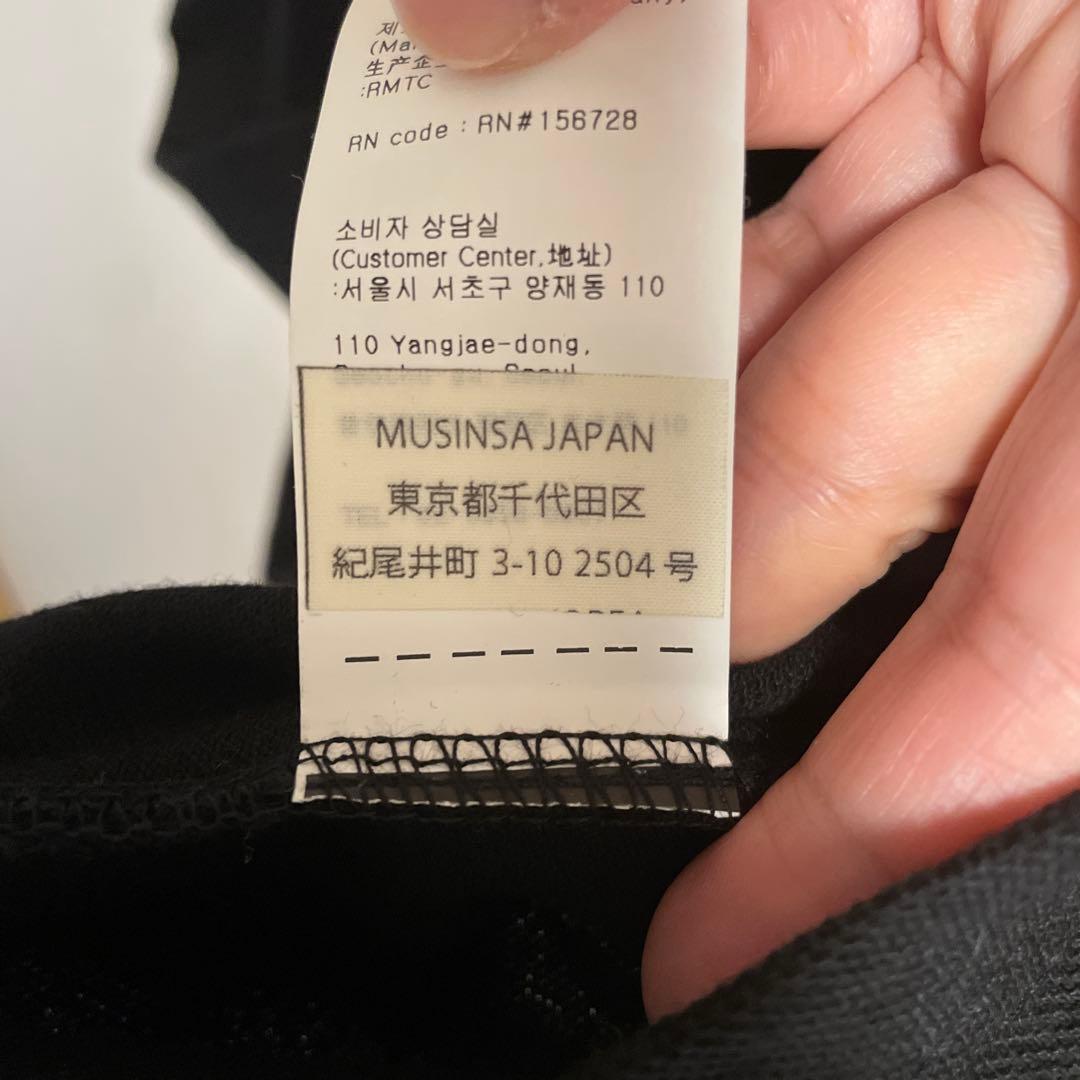 (Ma
生产企
:RMTC
RN code : RN#156728
소비자 상담실
(Customer Center,地址)
:서울시 서초구 양재동 110
110 Yangjae-dong,
MUSINSA JAPAN
東京都千代田区
紀尾井町 3-10 2504 号